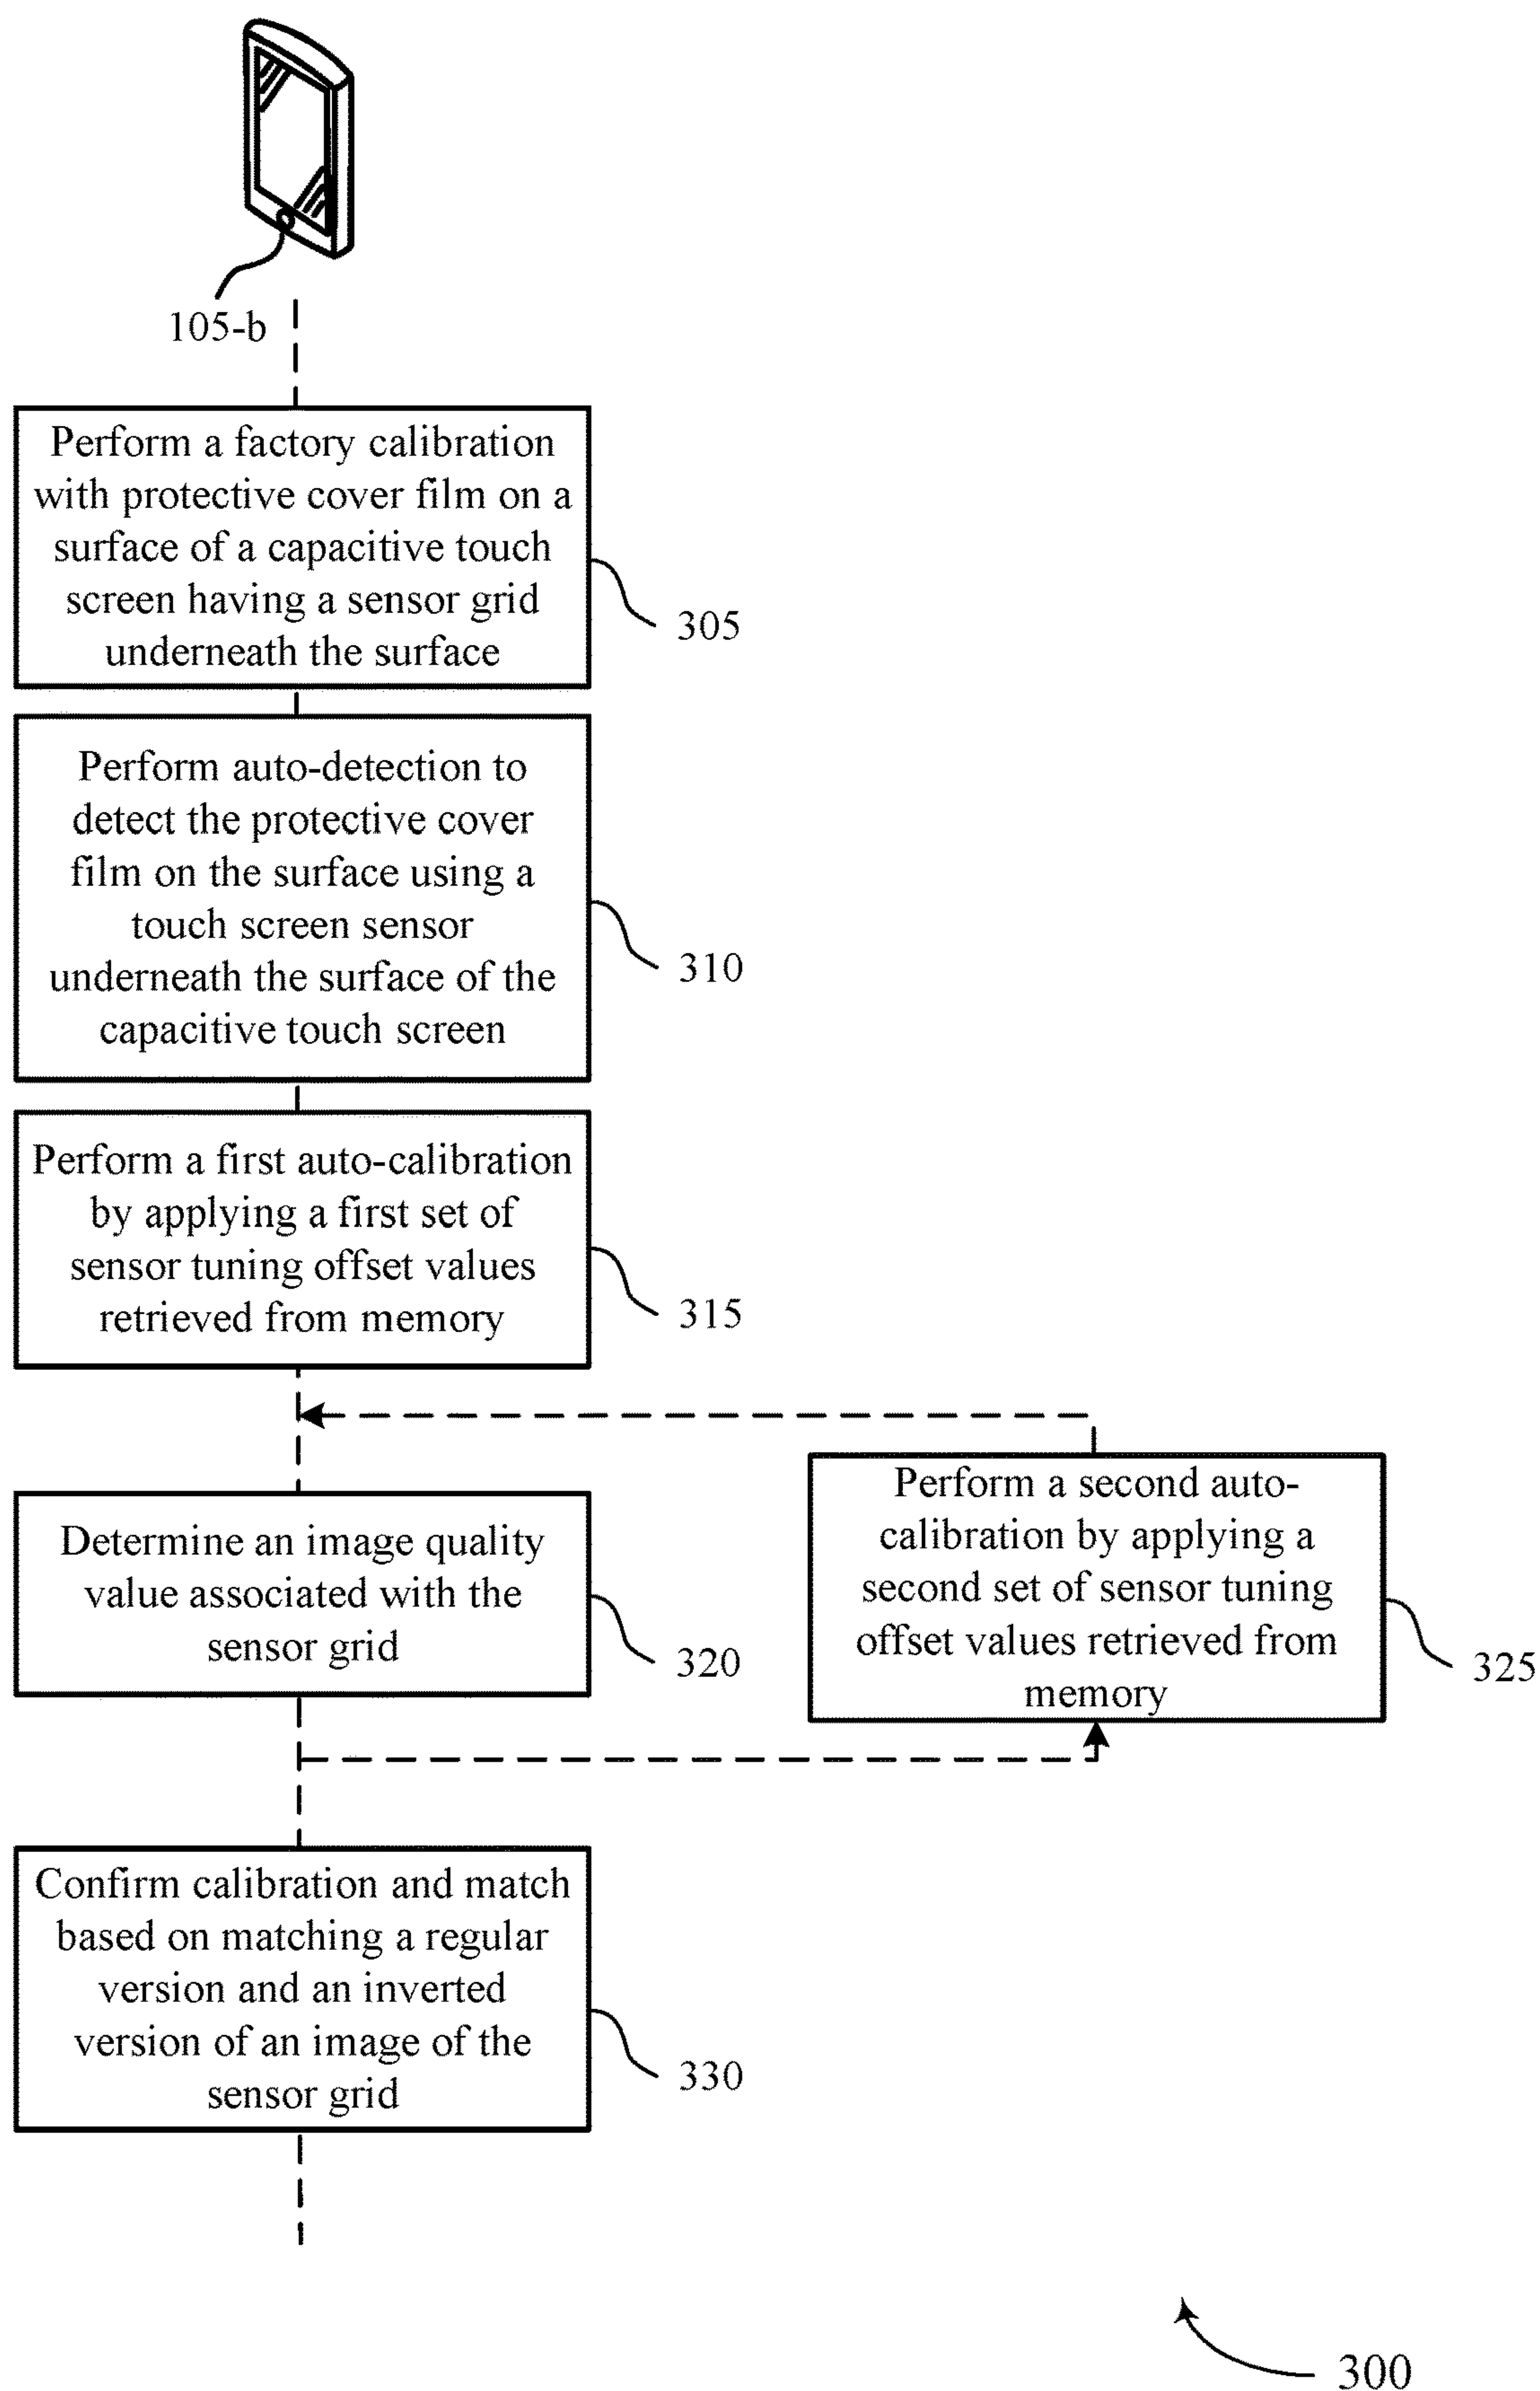 105-b
Perform a factory calibration
with protective cover film on a
surface of a capacitive touch
screen having a sensor grid
underneath the surface
305
Perform auto-detection to
detect the protective cover
film on the surface using a
touch screen sensor
underneath the surface of the
capacitive touch screen
310
Perform a first auto-calibration
by applying a first set of
sensor tuning offset values
retrieved from memory
315
Determine an image quality
value associated with the
sensor grid
320
Perform a second auto-
calibration by applying a
second set of sensor tuning
offset values retrieved from
memory
325
Confirm calibration and match
based on matching a regular
version and an inverted
version of an image of the
sensor grid
330
300